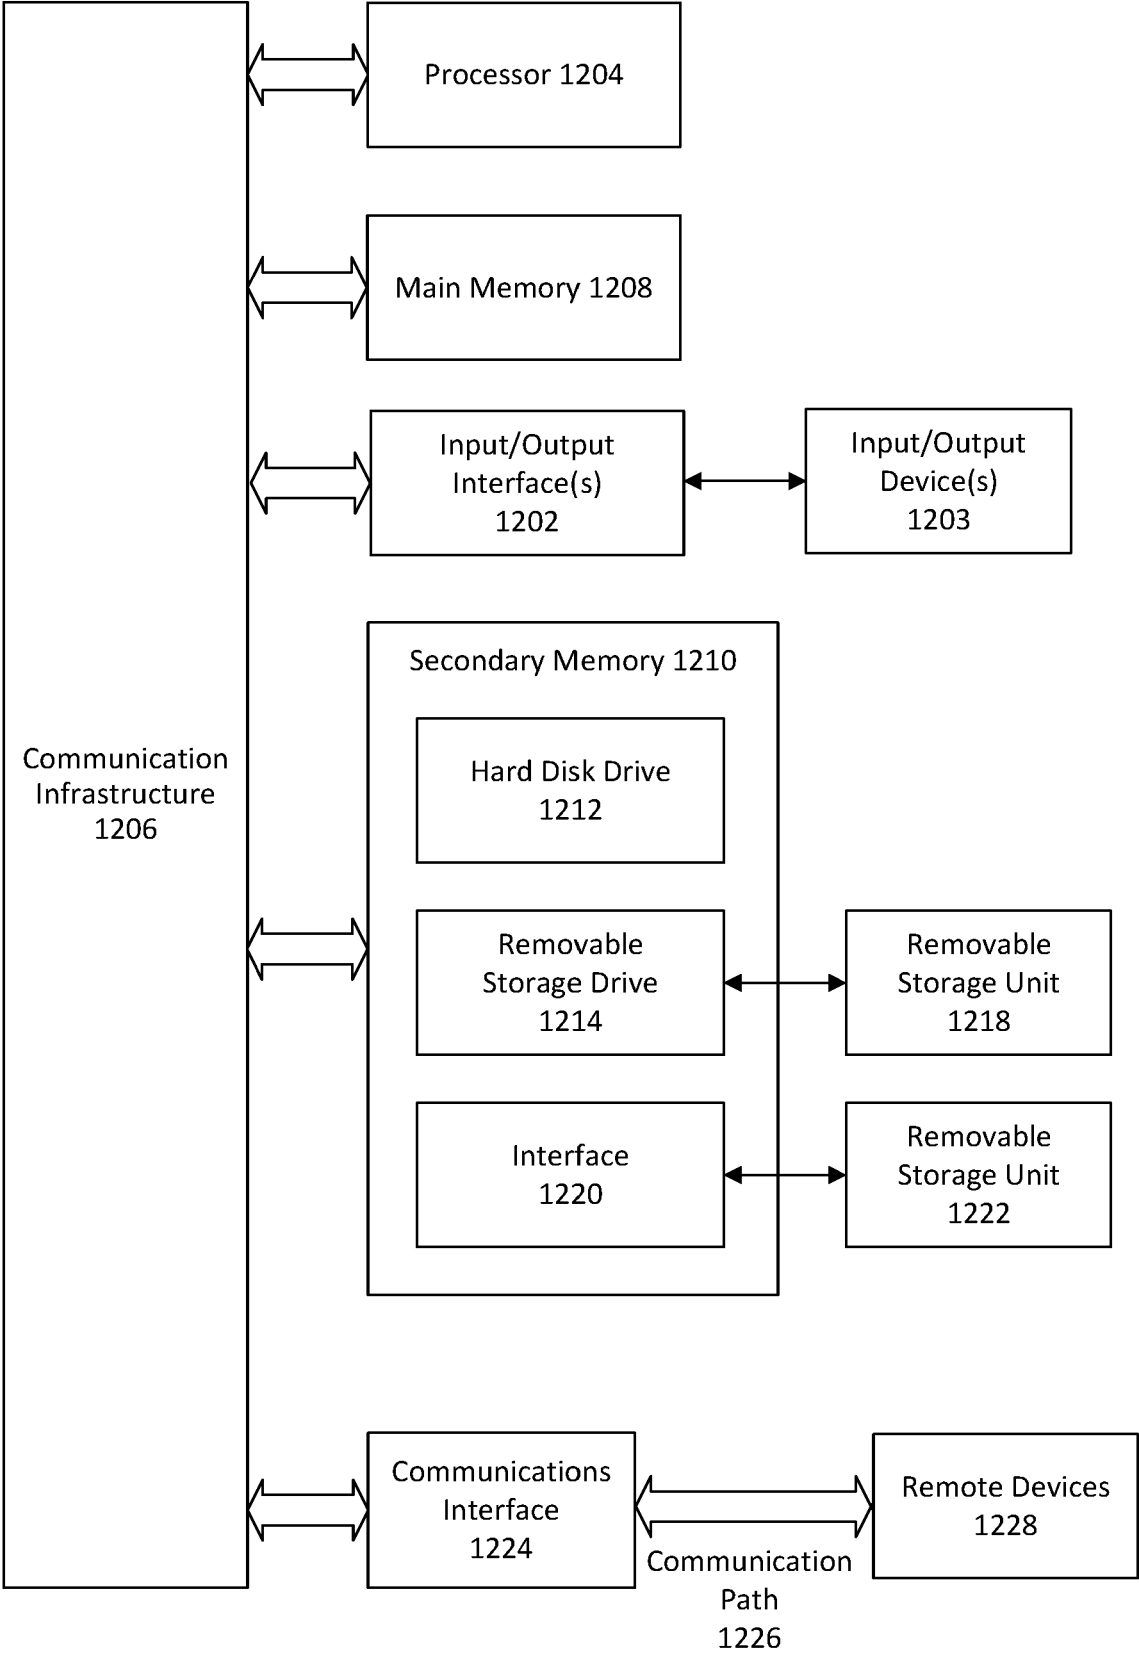 Processor 1204
Main Memory 1208
Input/Output
Interface(s)
1202
Input/Output
Device(s)
1203
Secondary Memory 1210
Hard Disk Drive
1212
Communication
Infrastructure
1206
Removable
Storage Drive
1214
Removable
Storage Unit
1218
Interface
1220
Removable
Storage Unit
1222
Communications
Interface
1224
Communication
Path
1226
Remote Devices
1228